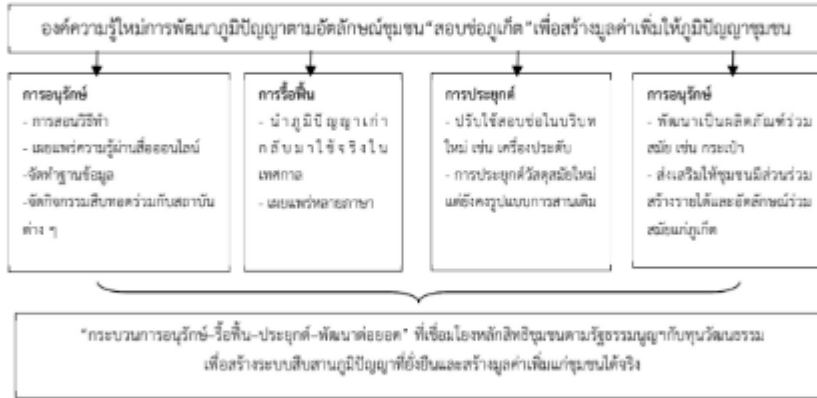 องค์ความรู้ใหม่การพัฒนาภูมิปัญญาตามอัตลักษณ์ชุมชน“สอบช่อภูเก็ต”เพื่อสร้างมูลค่าเพิ่มให้ภูมิปัญญาชุมชน
การอนุรักษ์
- การสอนวิธีทำ
- เผยแพร่ความรู้ผ่านสื่อออนไลน์
-จัดทำฐานข้อมูล
-จัดกิจกรรมสืบทอดร่วมกับสถาบัน
ต่าง ๆ
การรื้อฟื้น
- นำภูมิปัญญาเก่า
กลับมาใช้จริงใน
เทศกาล
- เผยแพร่หลายภาษา
การประยุกต์
- ปรับใช้สอบช่อในบริบท
ใหม่ เช่น เครื่องประดับ
- การประยุกต์วัสดุสมัยใหม่
แต่ยังคงรูปแบบการสานเดิม
การอนุรักษ์
- พัฒนาเป็นผลิตภัณฑ์ร่วม
สมัย เช่น กระเป๋า
- ส่งเสริมให้ชุมชนมีส่วนร่วม
สร้างรายได้และอัตลักษณ์ร่วม
สมัยแก่ภูเก็ต
“กระบวนการอนุรักษ์–รื้อฟื้น–ประยุกต์–พัฒนาต่อยอด” ที่เชื่อมโยงหลักสิทธิชุมชนตามรัฐธรรมนูญฯกับทุนวัฒนธรรม
เพื่อสร้างระบบสืบสานภูมิปัญญาที่ยั่งยืนและสร้างมูลค่าเพิ่มแก่ชุมชนได้จริง